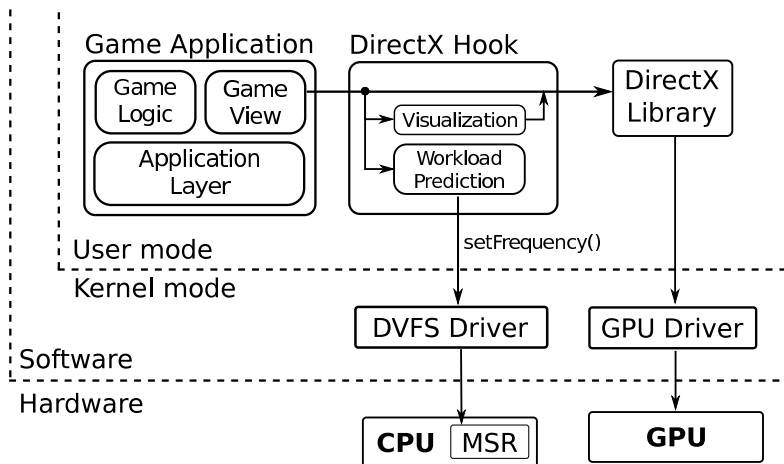 Game Application
DirectX Hook
Game
Logic
Game
View
Application
Layer
Visualization
Workload
Prediction
DirectX
Library
User mode
setFrequency()
Kernel mode
DVFS Driver
GPU Driver
Software
Hardware
CPU
MSR
GPU